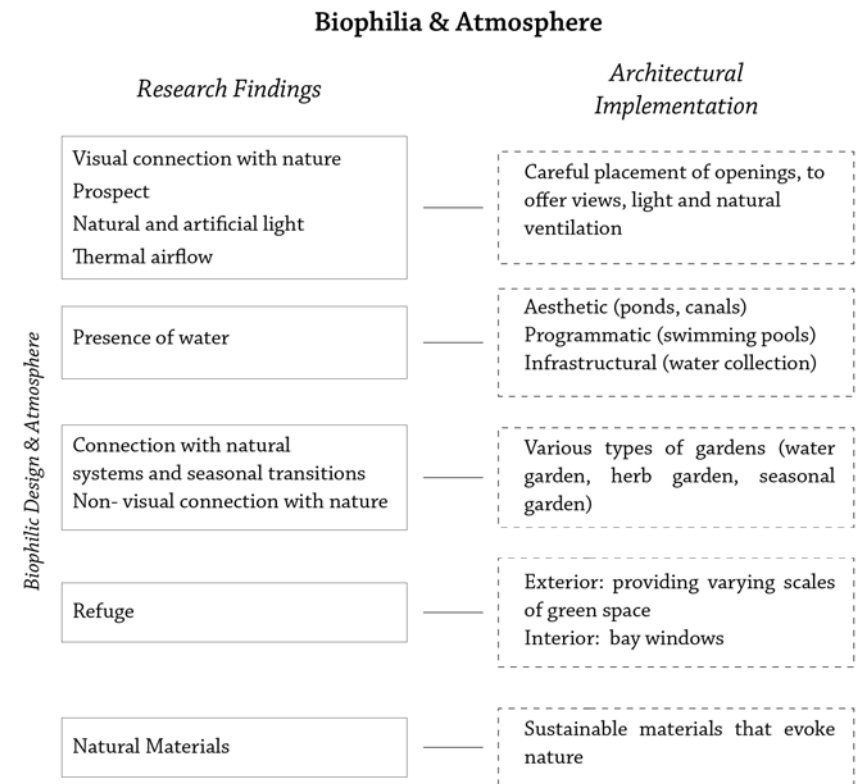 Biophilia & Atmosphere
Research Findings
Architectural
Implementation
Biophilic Design & Atmosphere
Visual connection with nature
Prospect
Natural and artificial light
Thermal airflow
Careful placement of openings, to
offer views, light and natural
ventilation
Presence of water
Aesthetic (ponds, canals)
Programmatic (swimming pools)
Infrastructural (water collection)
Connection with natural
systems and seasonal transitions
Non- visual connection with nature
Various types of gardens (water
garden, herb garden, seasonal
garden)
Refuge
Exterior: providing varying scales
of green space
Interior: bay windows
Natural Materials
Sustainable materials that evoke
nature